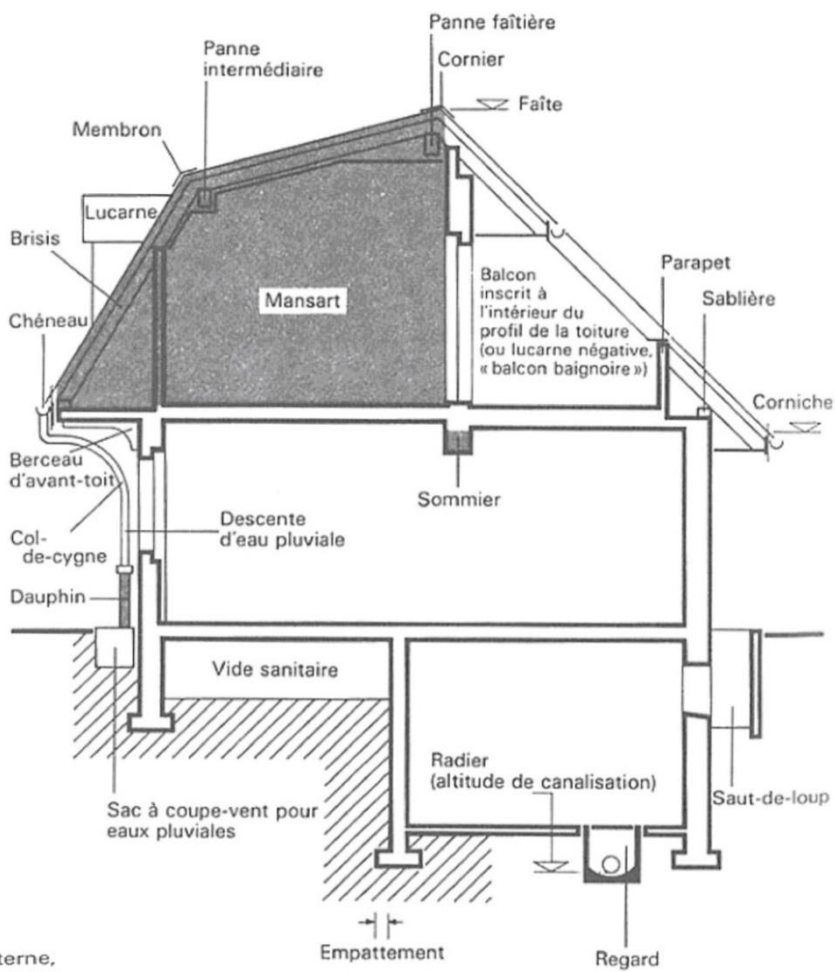 Panne faîtière
Panne
intermédiaire
Cornier
Faîte
Membron
Lucarne
Brisis
Parapet
Balcon
inscrit à
l'intérieur du
profil de la toiture
(ou lucarne négative,
« balcon baignoire »)
Sablière
Mansart
Chéneau
Corniche
Berceau
d'avant-toit
Sommier
Descente
d'eau pluviale
Col-
de-cygne
Dauphin
Vide sanitaire
Radier
(altitude de canalisation)
Saut-de-loup
Sac à coupe-vent pour
eaux pluviales
Empattement
Regard
terne,